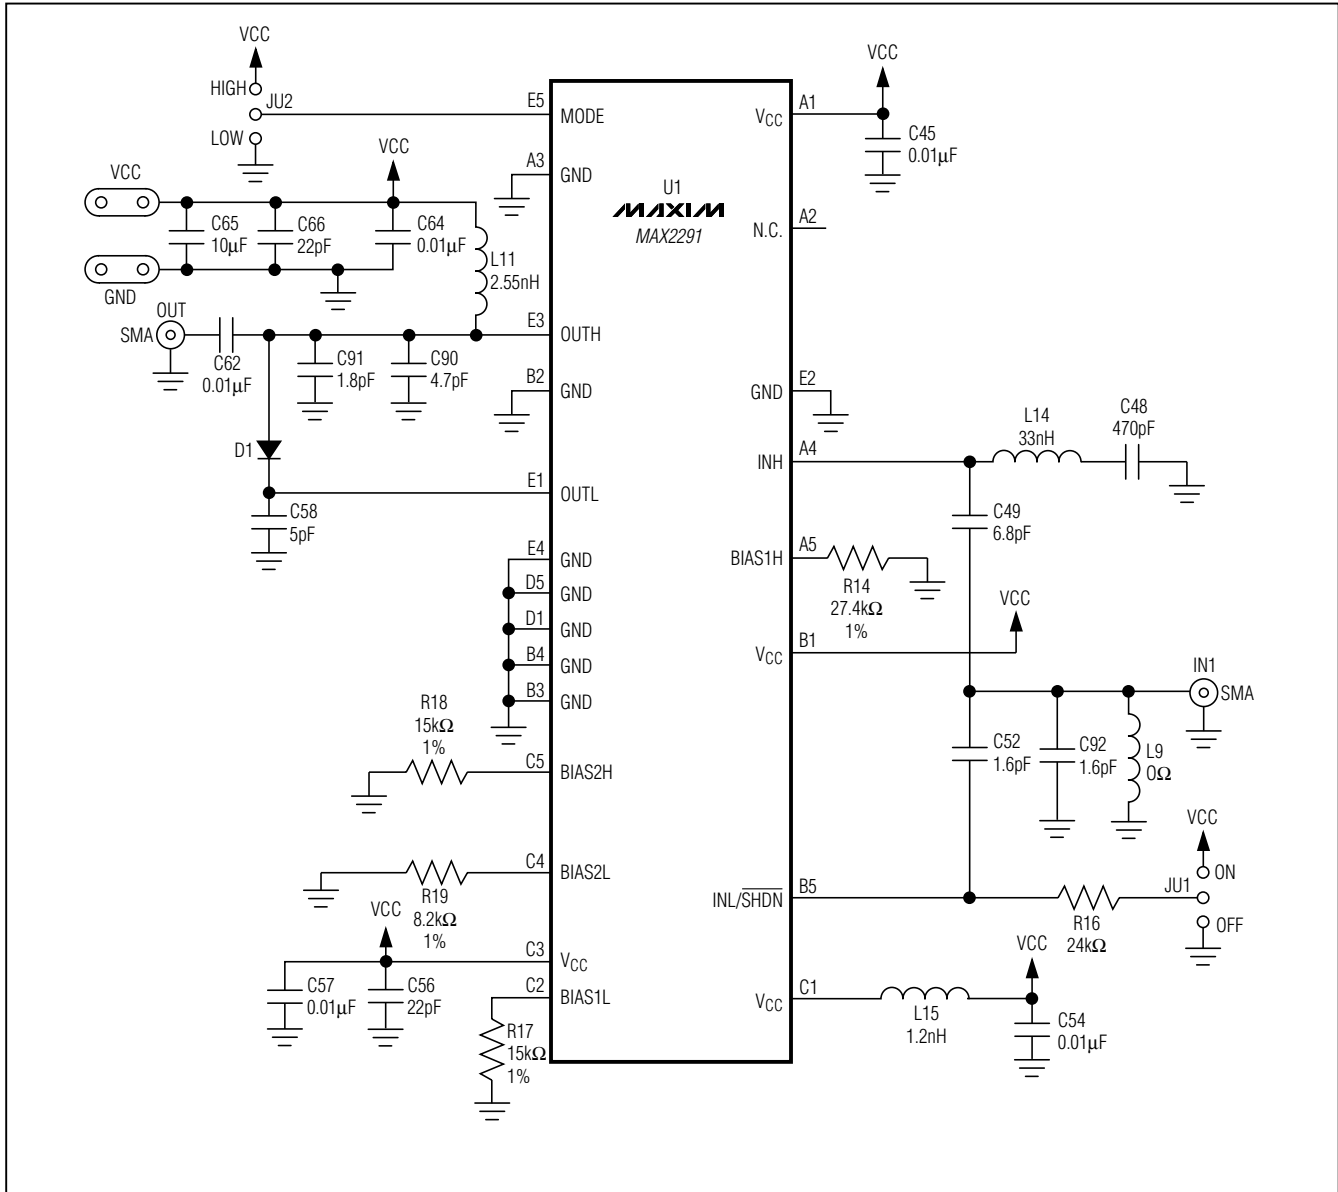 VCC
HIGH
JU2
LOW
E5
MODE
A3
GND
VCC
VCC
C65
10μF
C66
22pF
C64
0.01μF
L11
2.55nH
GND
OUT
SMA
C62
0.01μF
C91
1.8pF
C90
4.7pF
E3
OUTH
B2
GND
D1
E1
OUTL
C58
5pF
E4
GND
D5
GND
D1
GND
B4
GND
B3
GND
R18
15kΩ
1%
C5
BIAS2H
C4
BIAS2L
R19
8.2kΩ
1%
VCC
C3
VCC
C57
0.01μF
C56
22pF
C2
BIAS1L
R17
15kΩ
1%
U1
MAXIM
MAX2291
VCC
A1
VCC
C45
0.01μF
A2
N.C.
E2
GND
L14
33nH
C48
470pF
A4
INH
C49
6.8pF
A5
BIAS1H
R14
27.4kΩ
1%
VCC
B1
VCC
IN1
SMA
C52
1.6pF
C92
1.6pF
L9
0Ω
VCC
ON
JU1
OFF
B5
INL/SHDN
R16
24kΩ
VCC
C1
VCC
L15
1.2nH
C54
0.01μF